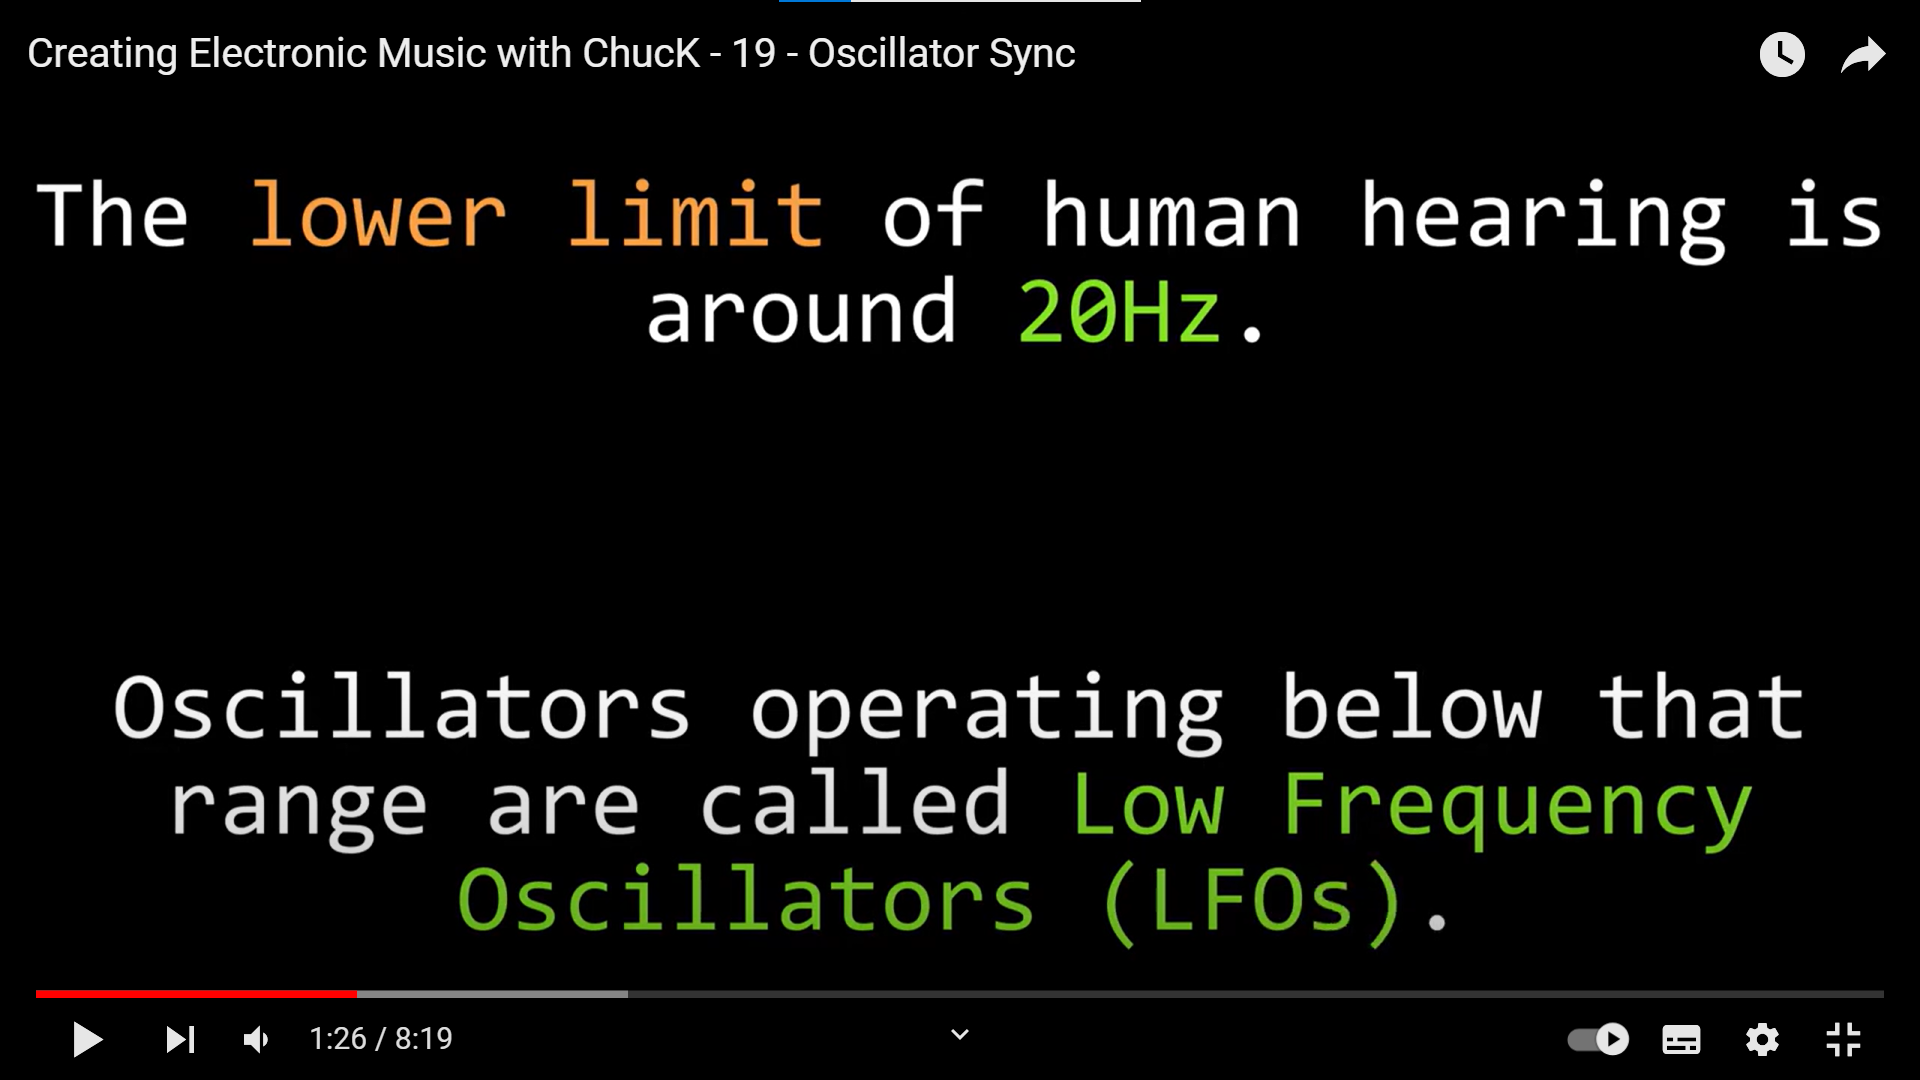 Creating Electronic Music with ChucK - 19 - Oscillator Sync
The lower limit of human hearing is
around 20Hz.
Oscillators operating below that
range are called Low Frequency
Oscillators (LFOs).
1:26 / 8:19